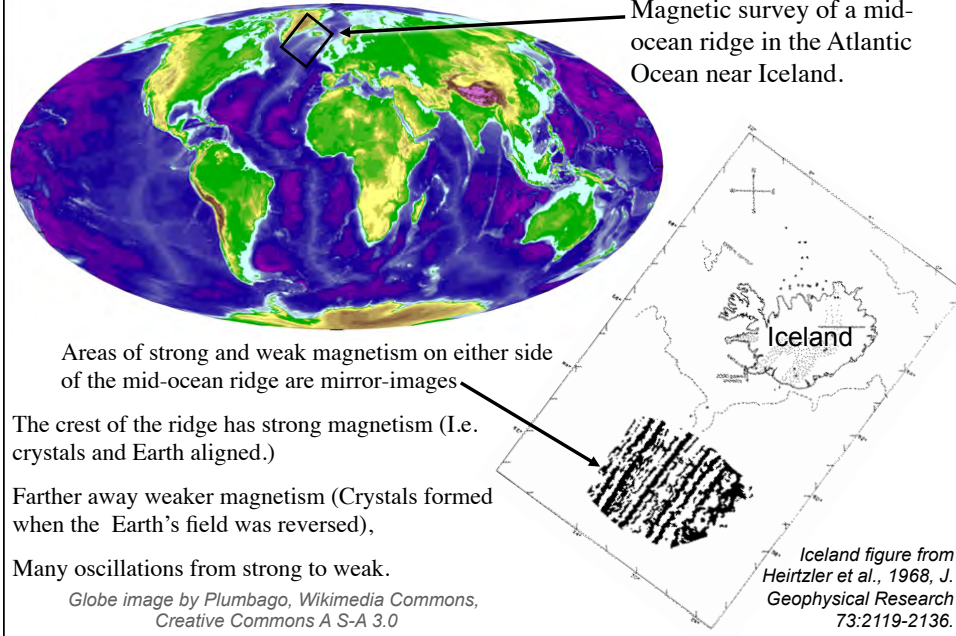 Magnetic survey of a mid-
ocean ridge in the Atlantic
Ocean near Iceland.
N
W
E
S
Iceland
Areas of strong and weak magnetism on either side
of the mid-ocean ridge are mirror-images
The crest of the ridge has strong magnetism (I.e.
crystals and Earth aligned.)
Farther away weaker magnetism (Crystals formed
when the Earth's field was reversed),
Many oscillations from strong to weak.
Globe image by Plumbago, Wikimedia Commons,
Creative Commons A S-A 3.0
Iceland figure from
Heirtzler et al., 1968, J.
Geophysical Research
73:2119-2136.